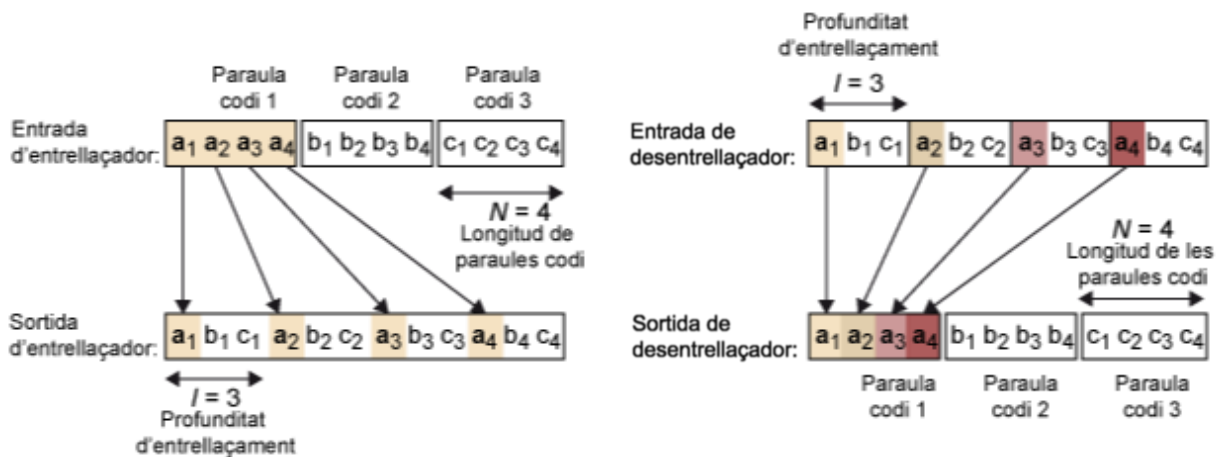 Paraula
codi 1
Paraula
codi 2
Paraula
codi 3
Entrada
d'entrellaçador:
a1 a2 a3 a4
b1 b2 b3 b4
c1 c2 c3 c4
N = 4
Longitud de
paraules codi
Sortida
d'entrellaçador:
a1 b1 c1 a2 b2 c2 a3 b3 c3 a4 b4 c4
I = 3
Profunditat
d'entrellaçament
Profunditat
d'entrellaçament
I = 3
Entrada de
desentrellaçador:
a1 b1 c1 a2 b2 c2 a3 b3 c3 a4 b4 c4
N = 4
Longitud de les
paraules codi
Sortida de
desentrellaçador:
a1 a2 a3 a4
b1 b2 b3 b4
c1 c2 c3 c4
Paraula
codi 1
Paraula
codi 2
Paraula
codi 3